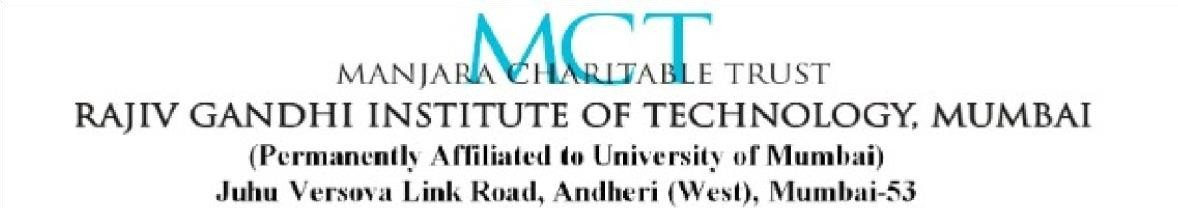 MCT
MANJARA CHARITABLE TRUST
RAJIV GANDHI INSTITUTE OF TECHNOLOGY, MUMBAI
(Permanently Affiliated to University of Mumbai)
Juhu Versova Link Road, Andheri (West), Mumbai-53